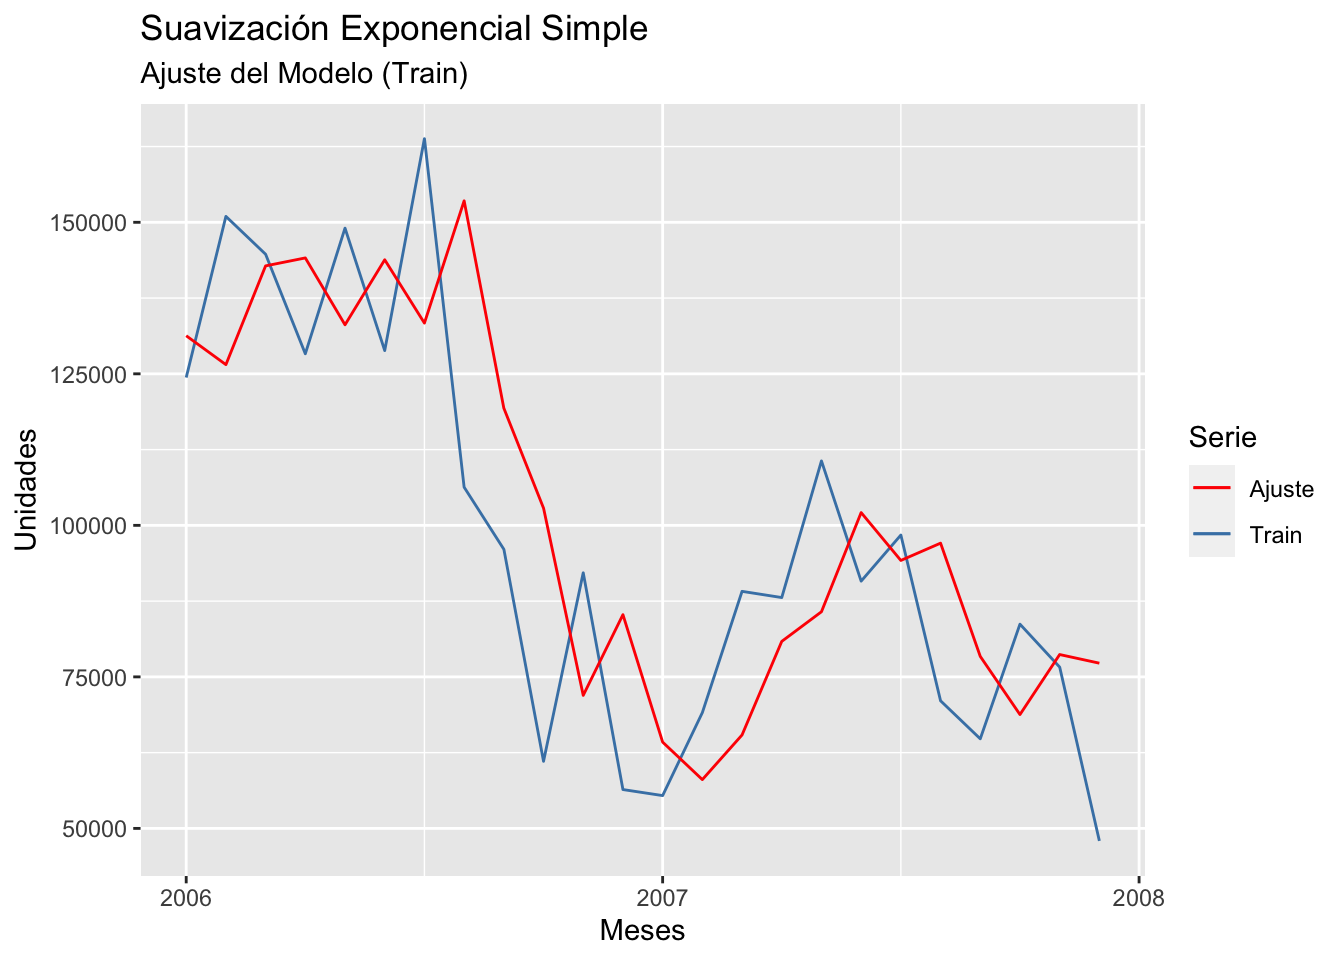 Suavización Exponencial Simple
Ajuste del Modelo (Train)
150000
125000
100000
75000
50000
Unidades
2006
2007
2008
Meses
Serie
Ajuste
Train